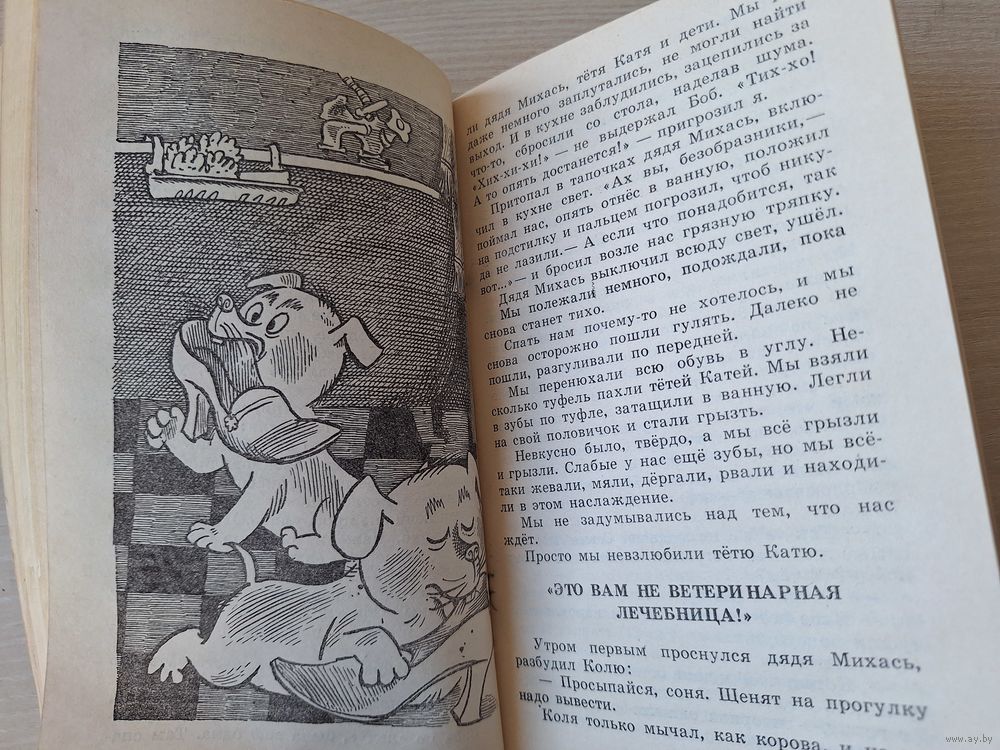 ли дядя Михась, тётя Катя и дети. Мы
даже немного заплутались, не могли найти
выход. И в кухне заблудились, зацепились за
что-то, сбросили со стола, наделав шума.
«Хих-хи-хи!» — не выдержал Боб. «Тих-хо!
А то опять достанется!» — пригрозил я.
Притопал в тапочках дядя Михась, вклю-
чил в кухне свет. «Ах вы, безобразники,—
поймал нас, опять отнёс в ванную, положил
на подстилку и пальцем погрозил, чтоб нику-
да не лазили.— А если что понадобится, так
вот...»— и бросил возле нас грязную тряпку.
Дядя Михась выключил всюду свет, ушёл.
Мы полежали немного, подождали, пока
снова станет тихо.
Спать нам почему-то не хотелось, и мы
снова осторожно пошли гулять. Далеко не
пошли, разгуливали по передней.
Мы перенюхали всю обувь в углу. Не-
сколько туфель пахли тётей Катей. Мы взяли
в зубы по туфле, затащили в ванную. Легли
на свой половичок и стали грызть.
Невкусно было, твёрдо, а мы всё грызли
и грызли. Слабые у нас ещё зубы, но мы всё-
таки жевали, мяли, дёргали, рвали и находи-
ли в этом наслаждение.
Мы не задумывались над тем, что нас
ждёт.
Просто мы невзлюбили тётю Катю.
«ЭТО ВАМ НЕ ВЕТЕРИНАРНАЯ
ЛЕЧЕБНИЦА!»
Утром первым проснулся дядя Михась,
разбудил Колю:
— Просыпайся, соня. Щенят на прогулку
надо вывести.
Коля только мычал, как корова, и
www.ay.by